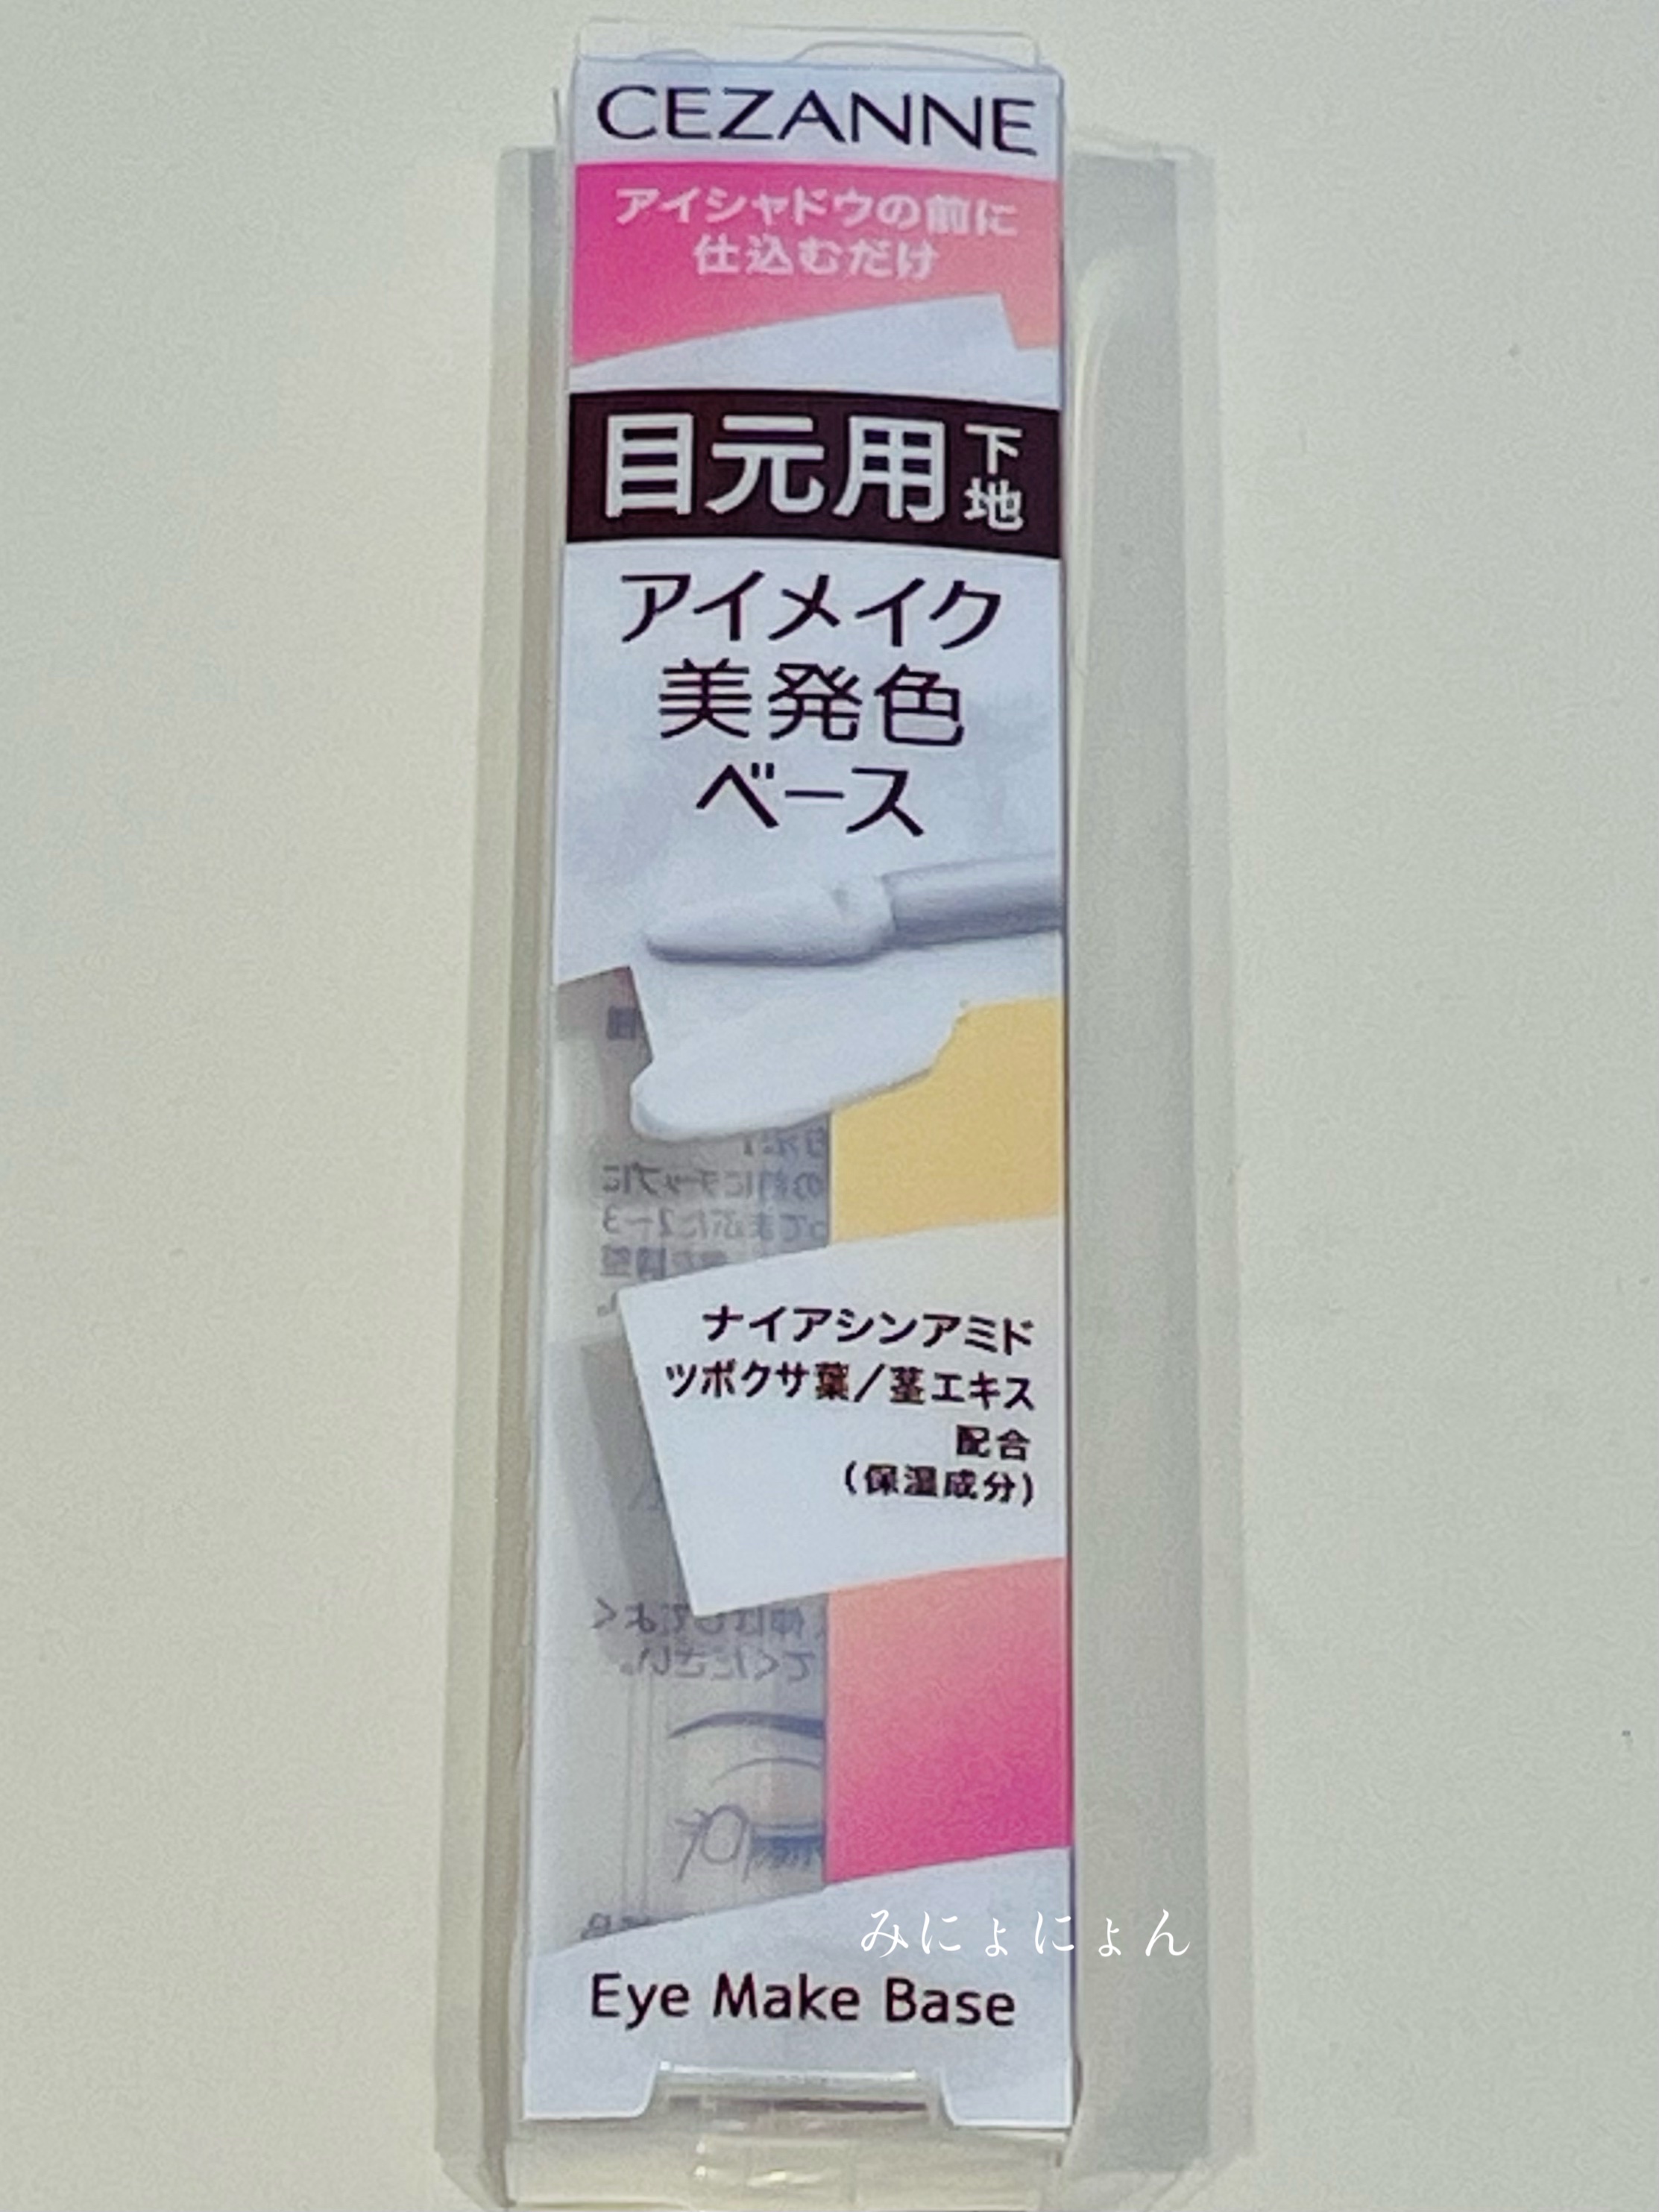 CEZANNE
アイシャドウの前に
仕込むだけ
目元用
下地
アイメイク
美発色
ベース
ナイアシンアミド
ツボクサ葉/茎エキス
配合
(保湿成分)
みにょにょん
Eye Make Base